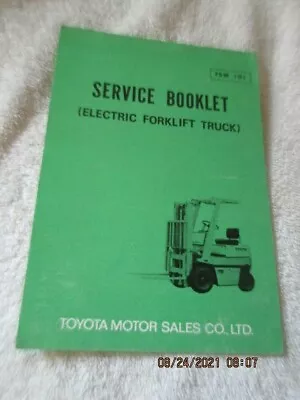 SERVICE BOOKLET
(ELECTRIC FORKLIFT TRUCK)
TOYOTA MOTOR SALES CO., LTD.
08/24/2021 08:07